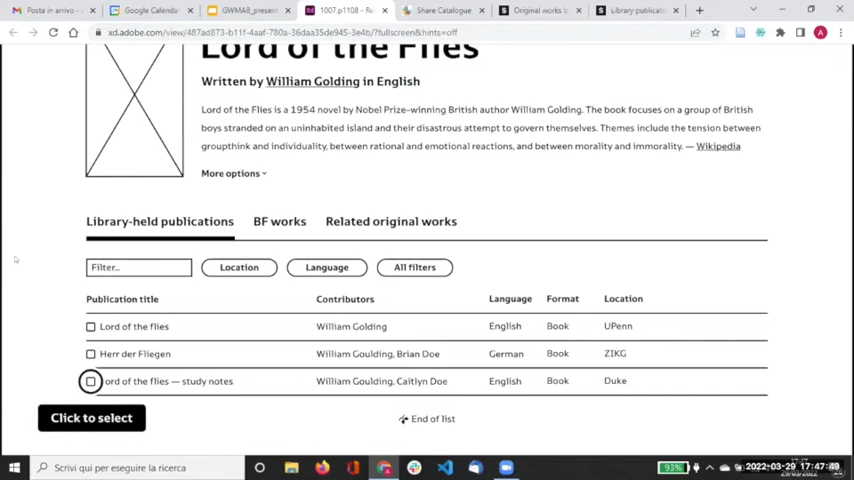 Posta in arrivo -
Google Calendar
GWMAB_present
1007.p1108 - Re
Share Catalogue
Original works b
Library publicatio
xd.adobe.com/view/487ad873-b11f-4aaf-780a-36daa35de014-3e4b/?fullscreen&hints=off
A
Lord of the Flies
Written by William Golding in English
Lord of the Flies is a 1954 novel by Nobel Prize-winning British author William Golding. The book focuses on a group of British
boys stranded on an uninhabited island and their disastrous attempt to govern themselves. Themes include the tension between
groupthink and individuality, between rational and emotional reactions, and between morality and immorality. — Wikipedia
More options
Library-held publications BF works Related original works
Filter... Location Language All filters
Publication title Contributors Language Format Location
Lord of the flies William Golding English Book UPenn
Herr der Fliegen William Goulding, Brian Doe German Book ZIKG
ord of the flies — study notes William Goulding, Caitlyn Doe English Book Duke
Click to select
End of list
Scrivi qui per eseguire la ricerca
93%
2022-03-29 17:47:49